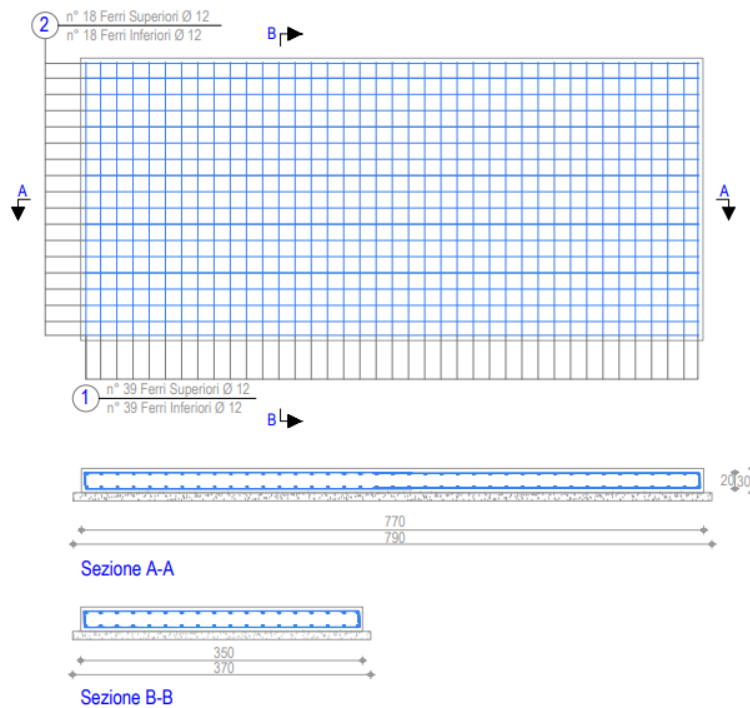 2
n° 18 Ferri Superiori Ø 12
n° 18 Ferri Inferiori Ø 12
B
A
A
1
n° 39 Ferri Superiori Ø 12
n° 39 Ferri Inferiori Ø 12
B
20
30
770
790
Sezione A-A
350
370
Sezione B-B